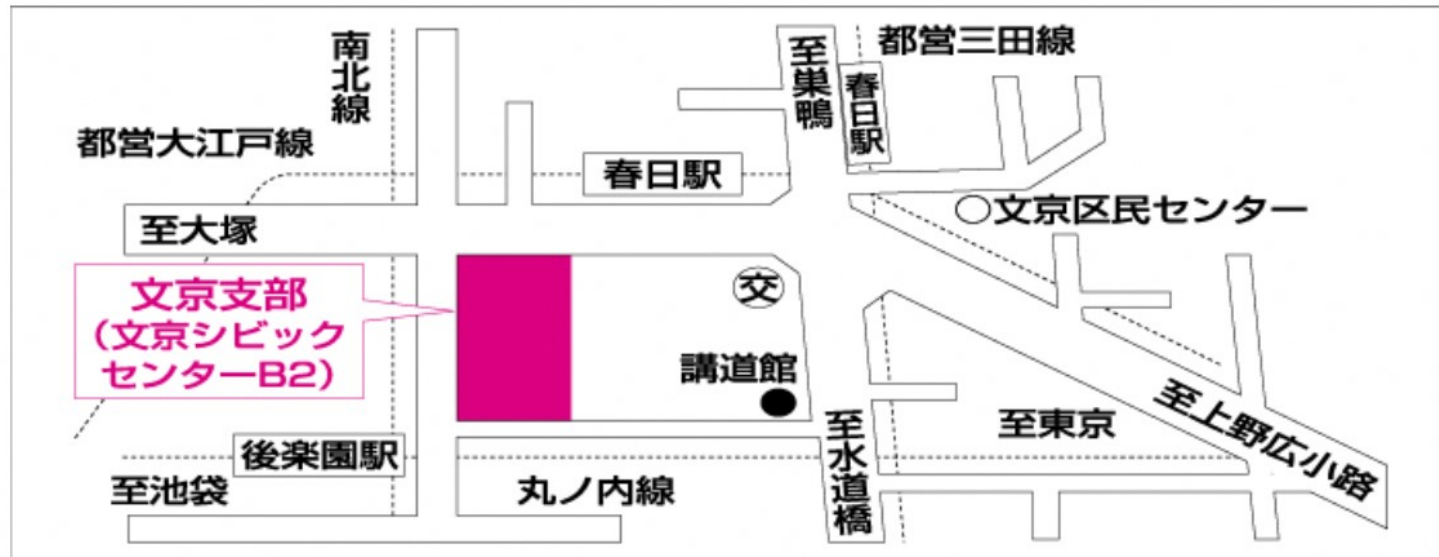 南北線
至巣鴨
都営三田線
春日駅
都営大江戸線
春日駅
文京区民センター
至大塚
文京支部
（文京シビック
センターB2）
交
講道館
至東京
至上野広小路
至水道橋
後楽園駅
至池袋
丸ノ内線